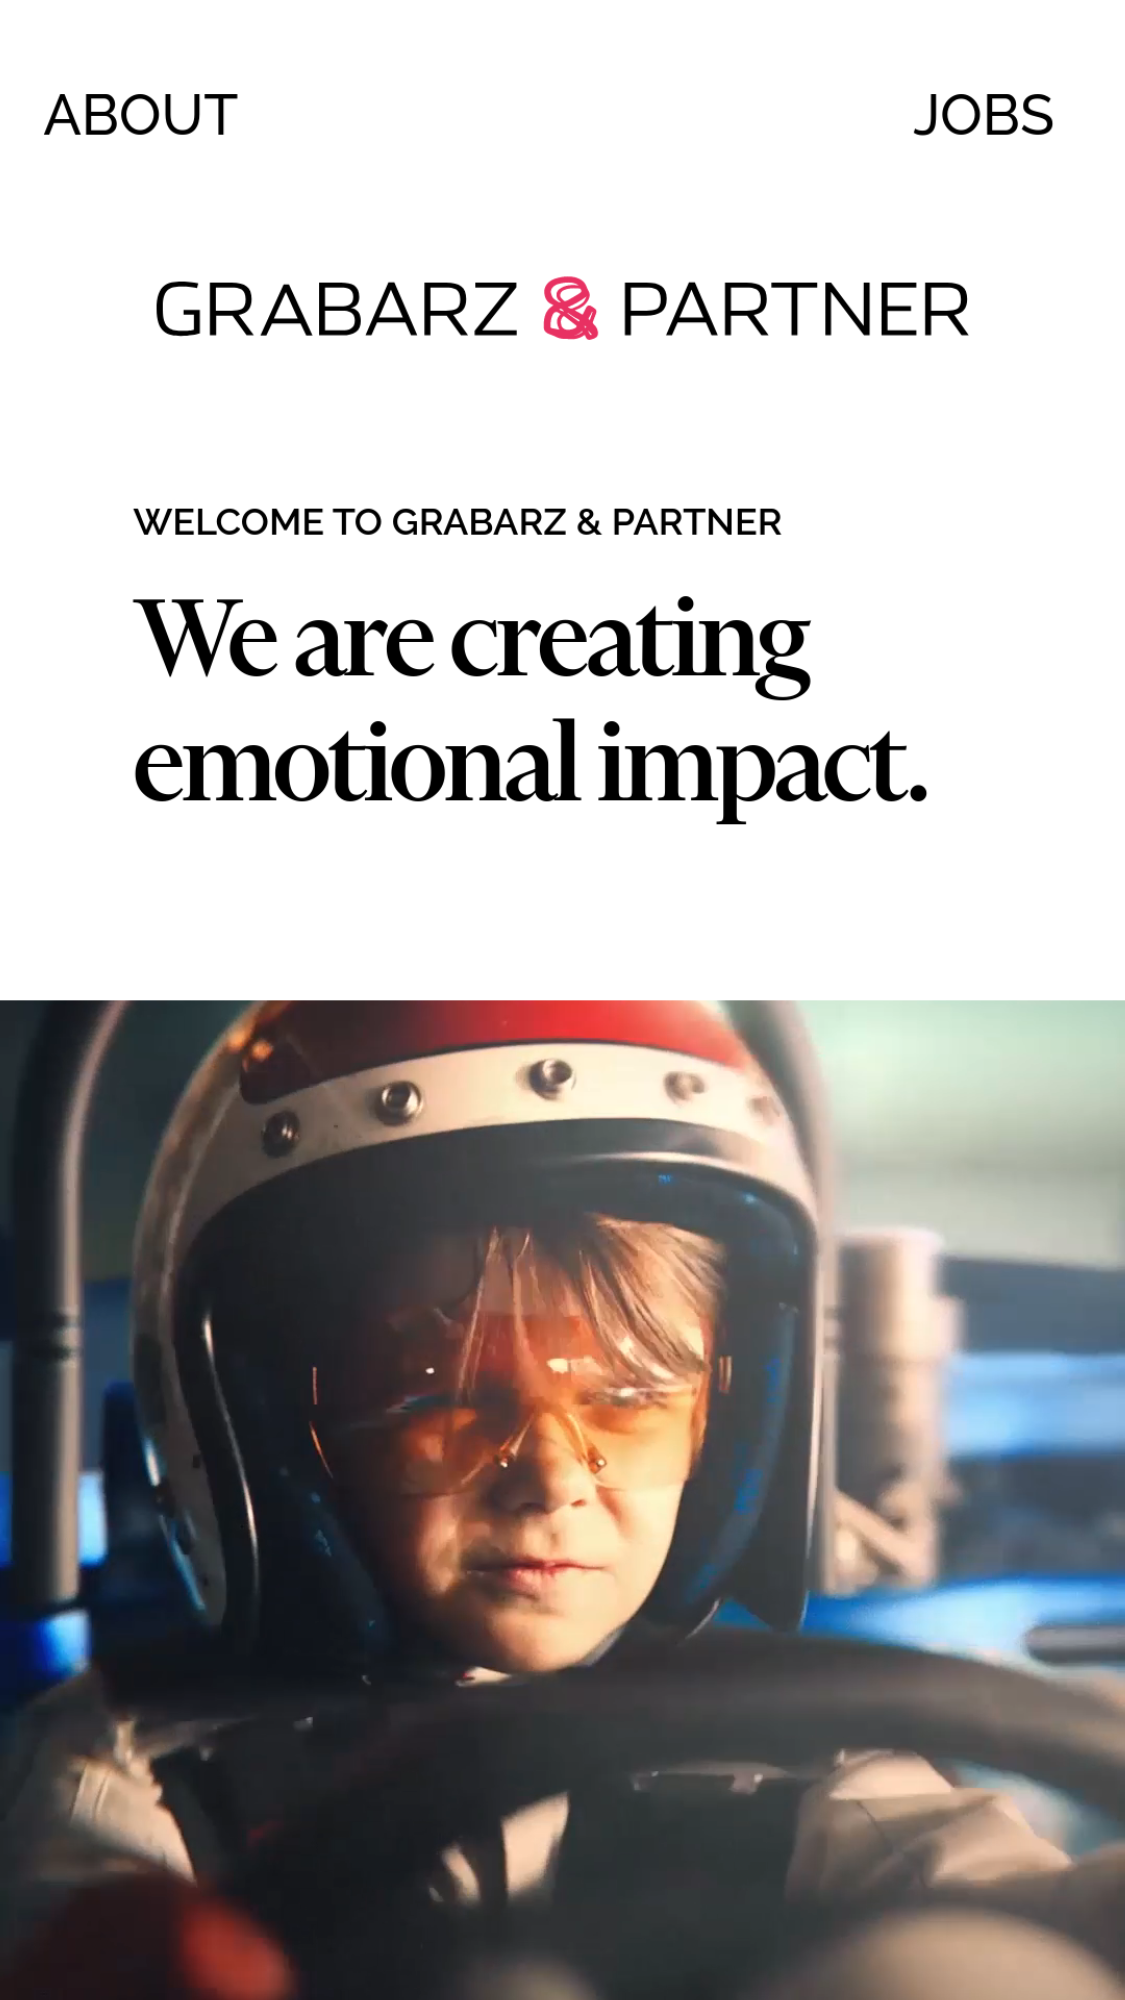 ABOUT
JOBS
GRABARZ & PARTNER
WELCOME TO GRABARZ & PARTNER
We are creating
emotional impact.